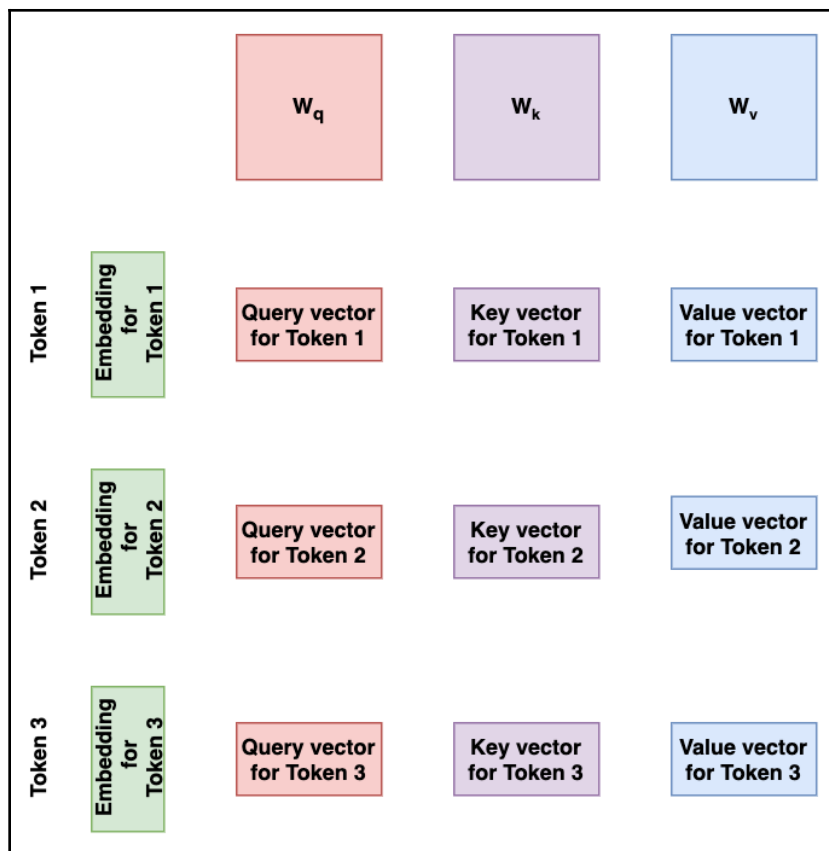 Wq
Wk
Wv
Token 1
Embedding
for
Token 1
Query vector
for Token 1
Key vector
for Token 1
Value vector
for Token 1
Token 2
Embedding
for
Token 2
Query vector
for Token 2
Key vector
for Token 2
Value vector
for Token 2
Token 3
Embedding
for
Token 3
Query vector
for Token 3
Key vector
for Token 3
Value vector
for Token 3